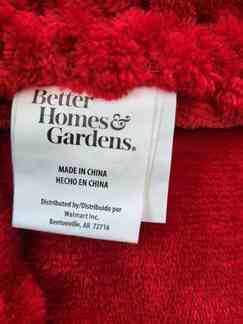 Better
Homes&
Gardens®
MADE IN CHINA
HECHO EN CHINA
Distributed by/Distribuido por
Walmart Inc.
Bentonville, AR 72716